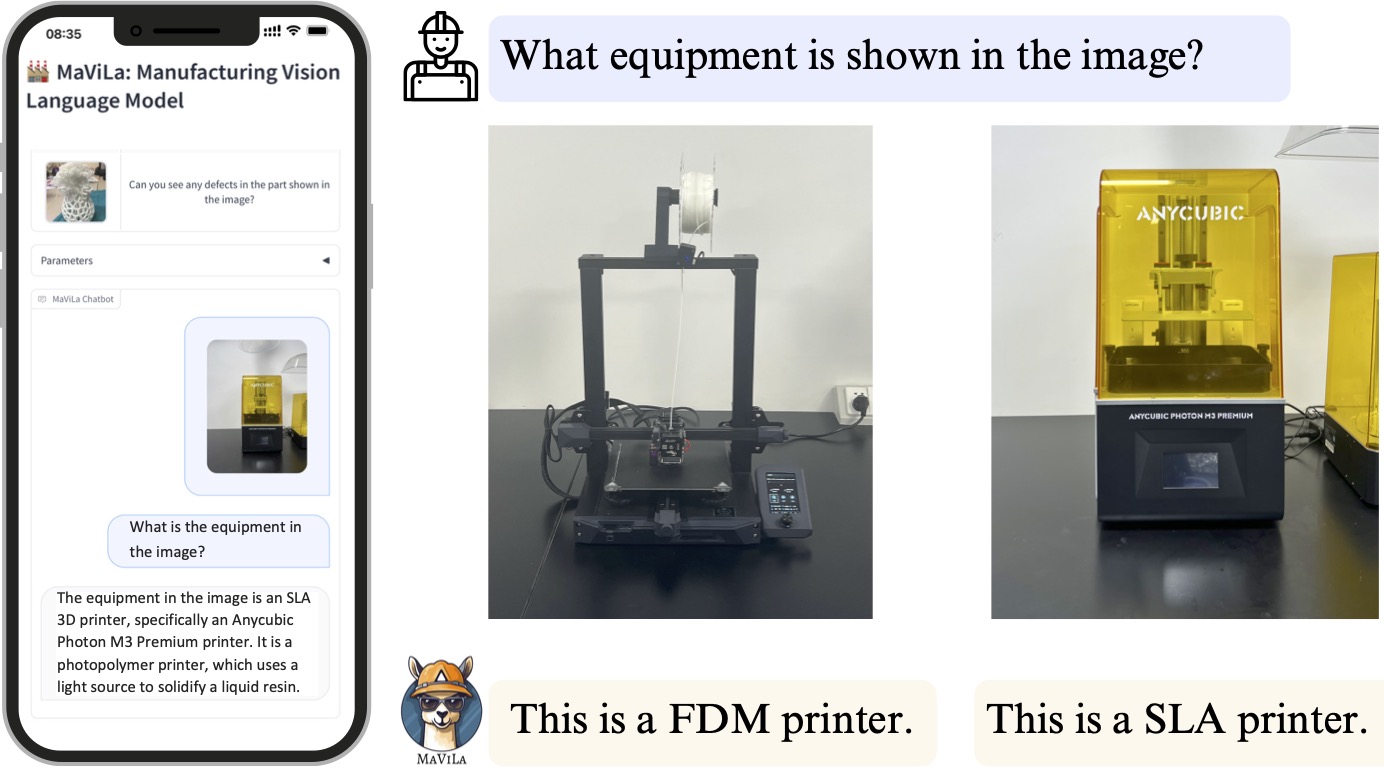 08:35
MaViLa: Manufacturing Vision
Language Model
Can you see any defects in the part shown in
the image?
Parameters
MaViLa Chatbot
ANYCUBIC
What is the equipment in
the image?
The equipment in the image is an SLA
3D printer, specifically an Anycubic
Photon M3 Premium printer. It is a
photopolymer printer, which uses a
light source to solidify a liquid resin.
What equipment is shown in the image?
ANYCUBIC
ANYCUBIC PHOTON M3 PREMIUM
MAVILA
This is a FDM printer.
This is a SLA printer.